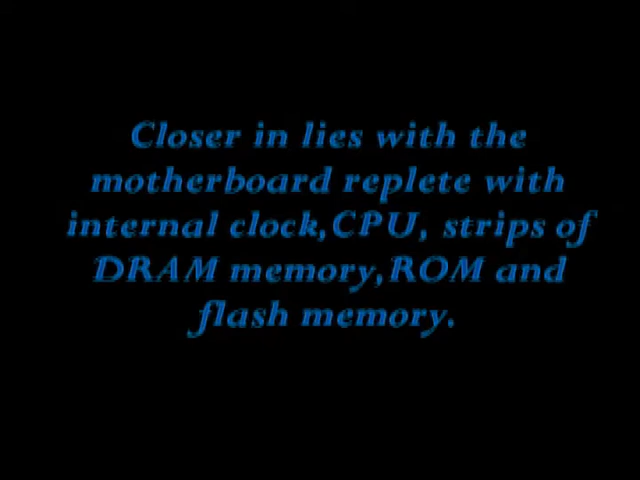 Closer in lies with the
motherboard replete with
internal clock,CPU, strips of
DRAM memory,ROM and
flash memory.